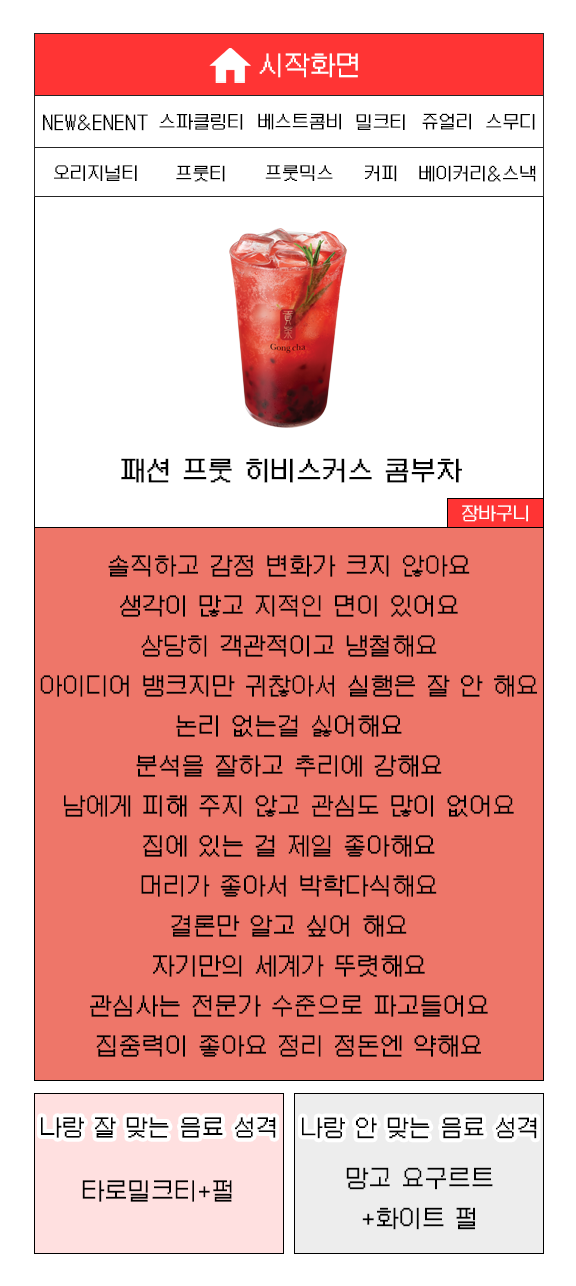 시작화면
NEW&ENENT 스파클링티 베스트콤비 밀크티 쥬얼리 스무디
오리지널티 프룻티 프룻믹스 커피 베이커리&스낵
貢茶
Gong cha
패션 프룻 히비스커스 콤부차
장바구니
솔직하고 감정 변화가 크지 않아요
생각이 많고 지적인 면이 있어요
상당히 객관적이고 냉철해요
아이디어 뱅크지만 귀찮아서 실행은 잘 안 해요
논리 없는걸 싫어해요
분석을 잘하고 추리에 강해요
남에게 피해 주지 않고 관심도 많이 없어요
집에 있는 걸 제일 좋아해요
머리가 좋아서 박학다식해요
결론만 알고 싶어 해요
자기만의 세계가 뚜렷해요
관심사는 전문가 수준으로 파고들어요
집중력이 좋아요 정리 정돈엔 약해요
나랑 잘 맞는 음료 성격
타로밀크티+펄
나랑 안 맞는 음료 성격
망고 요구르트
+화이트 펄